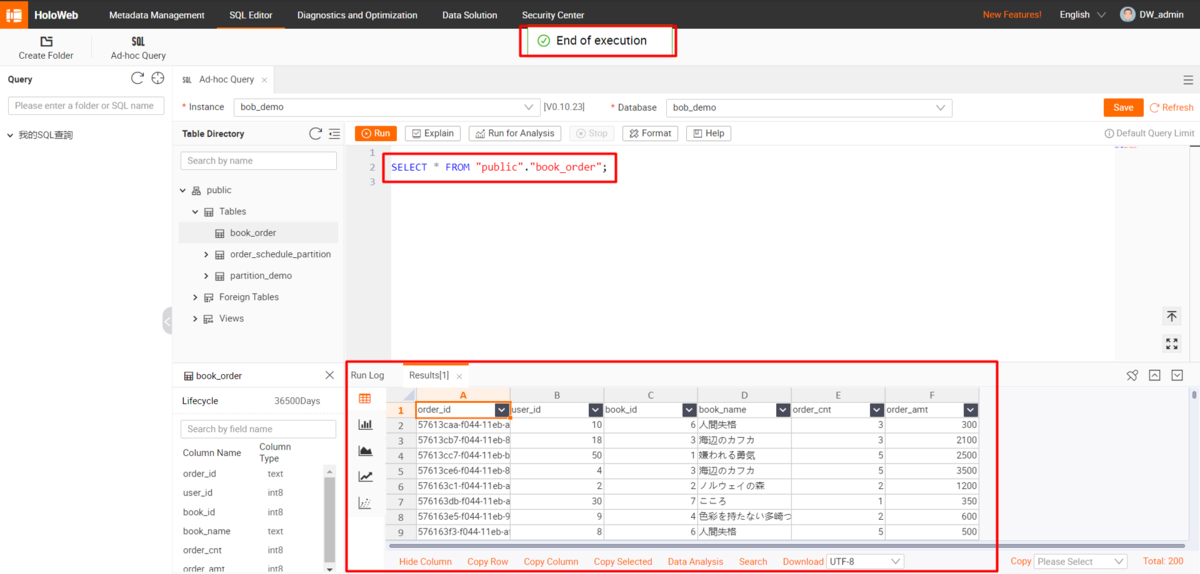 HoloWeb Metadata Management SQL Editor Diagnostics and Optimization Data Solution Security Center New Features! English DW_admin
End of execution
Create Folder SQL Ad-hoc Query
Query SQL Ad-hoc Query
Please enter a folder or SQL name * Instance bob_demo [V0.10.23] * Database bob_demo Save Refresh
我的SQL查詢 Table Directory Run Explain Run for Analysis Stop Format Help Default Query Limit
Search by name
1
2 SELECT * FROM "public"."book_order";
3
public
Tables
book_order
order_schedule_partition
partition_demo
Foreign Tables
Views
book_order
Lifecycle 36500Days
Search by field name
Column Name Column Type
order_id text
user_id int8
book_id int8
book_name text
order_cnt int8
order_amt int8
Run Log Results[1]
A B C D E F
1 order_id user_id book_id book_name order_cnt order_amt
2 57613caa-f044-11eb-a 10 6 人間失格 3 300
3 57613cb7-f044-11eb-8 18 3 海辺のカフカ 3 2100
4 57613cc7-f044-11eb-b 50 1 嫌われる勇気 5 2500
5 57613ce6-f044-11eb-8 4 3 海辺のカフカ 5 3500
6 576163c1-f044-11eb-a 2 2 ノルウェイの森 2 1200
7 576163db-f044-11eb-a 30 7 こころ 1 350
8 576163e5-f044-11eb-9 9 4 色彩を持たない多崎つ 2 600
9 576163f3-f044-11eb-a 8 6 人間失格 5 500
Hide Column Copy Row Copy Column Copy Selected Data Analysis Search Download UTF-8 Copy Please Select Total: 200